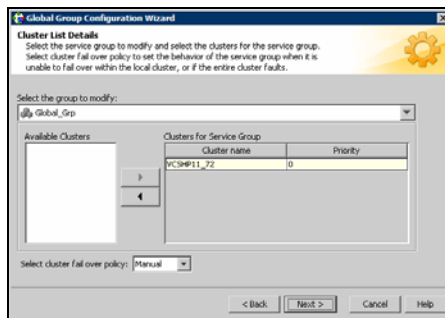 Global Group Configuration Wizard
Cluster List Details
Select the service group to modify and select the clusters for the service group.
Select cluster fail over policy to set the behavior of the service group when it is
unable to fail over within the local cluster, or if the entire cluster faults.
Select the group to modify:
Global_Grp
Available Clusters
Clusters for Service Group
Cluster name Priority
VCSHP11_72 0
Select cluster fail over policy: Manual
< Back Next > Cancel Help